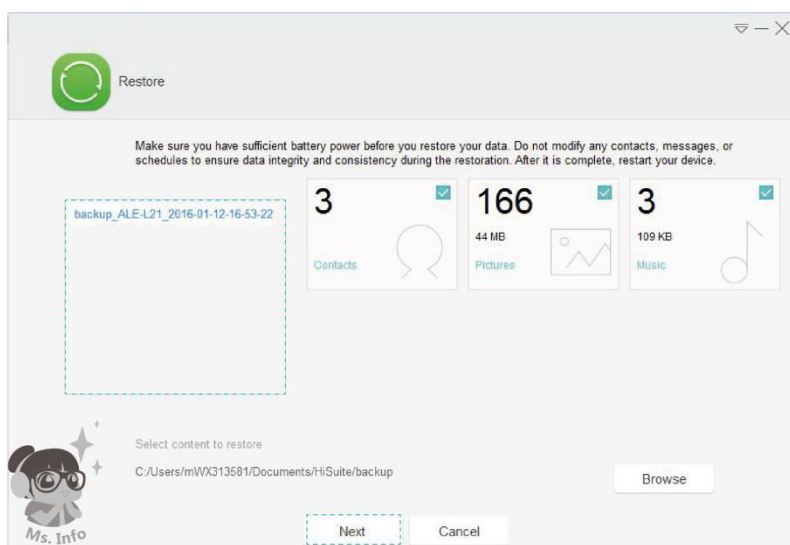 Restore
Make sure you have sufficient battery power before you restore your data. Do not modify any contacts, messages, or
schedules to ensure data integrity and consistency during the restoration. After it is complete, restart your device.
backup_ALE-L21_2016-01-12-16-53-22
3
Contacts
166
44 MB
Pictures
3
109 KB
Music
Select content to restore
C:/Users/mWX313581/Documents/HiSuite/backup
Browse
Next
Cancel
Ms. Info